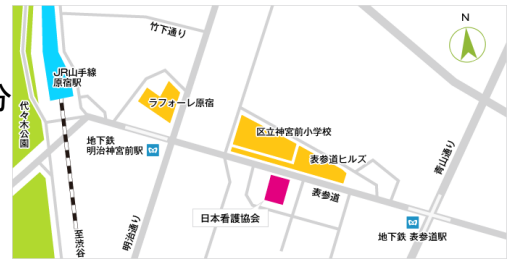 竹下通り
N
JR山手線
原宿駅
分
代々木公園
ラフォーレ原宿
区立神宮前小学校
地下鉄
明治神宮前駅
表参道ヒルズ
青山通り
表参道
日本看護協会
明治通り
至渋谷
地下鉄 表参道駅